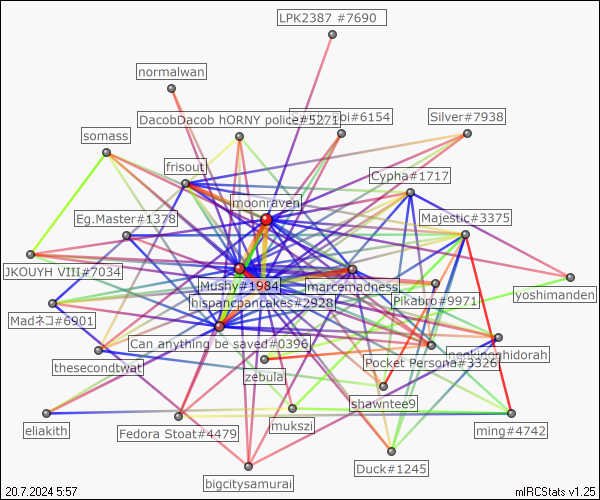 LPK2387 #7690
normalwan
DacobDacob hORNY police#5271
#6154
Silver#7938
somass
frisout
Cypha#1717
moonraven
Eg.Master#1378
Majestic#3375
JKOUYH VIII#7034
Mushy#1984
marcemadness
hispancpancakes#2928
Pikabro#9971
yoshimanden
Madネコ#6901
Can anything be saved#0396
thesecondtwat
Pocket Persona#3326
zebula
shawntee9
eliakith
Fedora Stoat#4479
mukszi
ming#4742
Duck#1245
bigcitysamurai
20.7.2024 5:57
mIRCStats v1.25